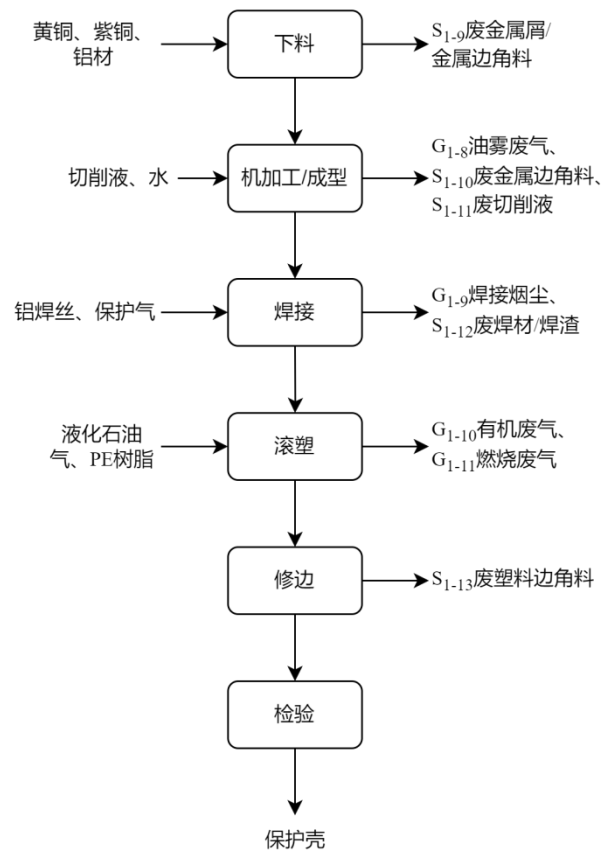 黄铜、紫铜、
铝材
下料
S1-9废金属屑/
金属边角料
切削液、水
机加工/成型
G1-8油雾废气、
S1-10废金属边角料、
S1-11废切削液
铝焊丝、保护气
焊接
G1-9焊接烟尘、
S1-12废焊材/焊渣
液化石油
气、PE树脂
滚塑
G1-10有机废气、
G1-11燃烧废气
修边
S1-13废塑料边角料
检验
保护壳